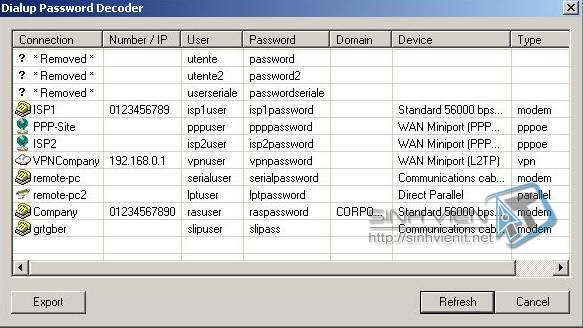 Dialup Password Decoder
Connection Number / IP User Password Domain Device Type
? * Removed * utente password
? * Removed * utente2 password2
? * Removed * userseriale passwordseriale
ISP1 0123456789 isp1user isp1password Standard 56000 bps... modem
PPP-Site pppuser ppppassword WAN Miniport (PPP... pppoe
ISP2 isp2user isp2password WAN Miniport (PPP... pppoe
VPNCompany 192.168.0.1 vpnuser vpnpassword WAN Miniport (L2TP) vpn
remote-pc serialuser serialpassword Communications cab... modem
remote-pc2 lptuser lptpassword Direct Parallel parallel
Company 01234567890 rasuser raspassword CORPO... Standard 56000 bps... modem
grtgber slipuser slipass Communications cab... modem
SINH VIEN IT
http://sinhvienit.net
Export Refresh Cancel